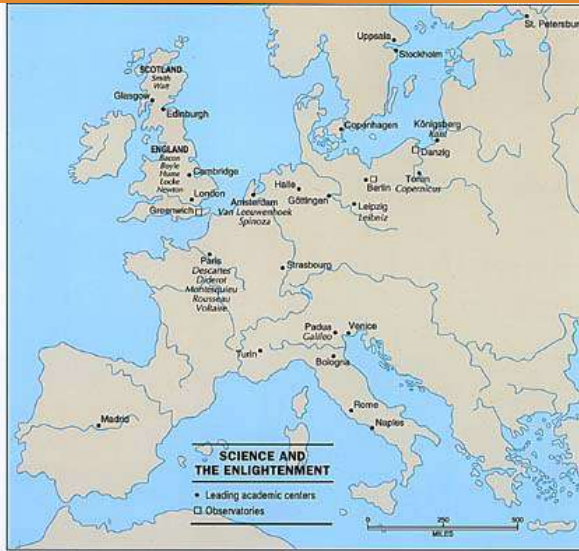 Uppsala
St. Petersbur
Stockholm
SCOTLAND
Smith
Watt
Glasgow
Edinburgh
Copenhagen
Königsberg
Kant
Danzig
ENGLAND
Bacon
Boyle
Hume
Locke
Newton
Cambridge
London
Greenwich
Amsterdam
Van Leeuwenhoek
Spinoza
Halle
Göttingen
Berlin
Leipzig
Leibniz
Torun
Copernicus
Paris
Descartes
Diderot
Montesquieu
Rousseau
Voltaire
Strasbourg
Padua
Galileo
Venice
Turin
Bologna
Madrid
Rome
Naples
SCIENCE AND
THE ENLIGHTENMENT
Leading academic centers
Observatories
0 250 500
MILES